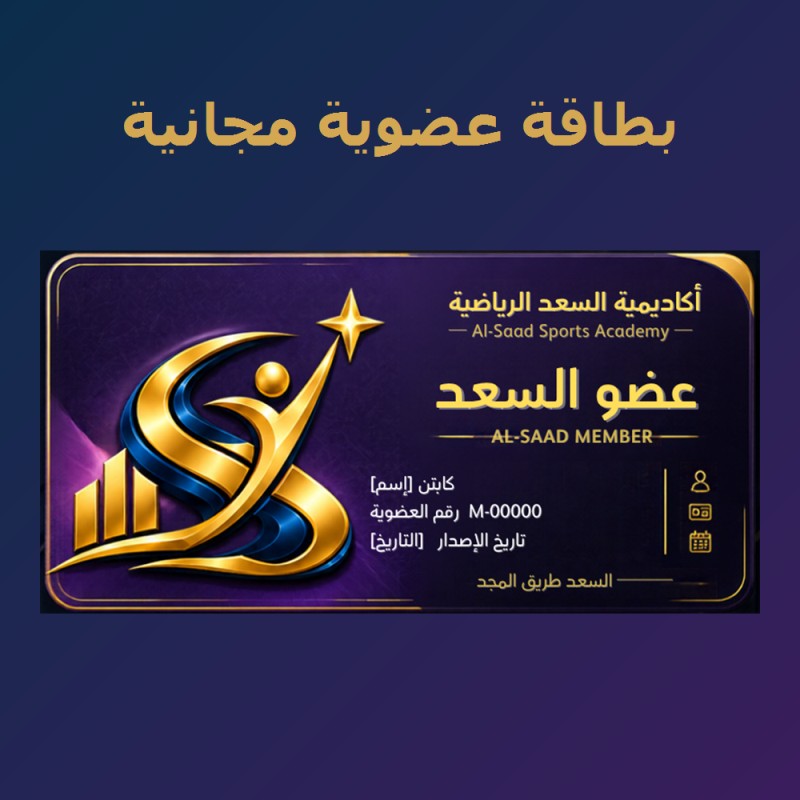 بطاقة عضوية مجانية
أكاديمية السعد الرياضية
Al-Saad Sports Academy
عضو السعد
AL-SAAD MEMBER
كابتن [إسم]
رقم العضوية M-00000
تاريخ الإصدار [التاريخ]
السعد طريق المجد